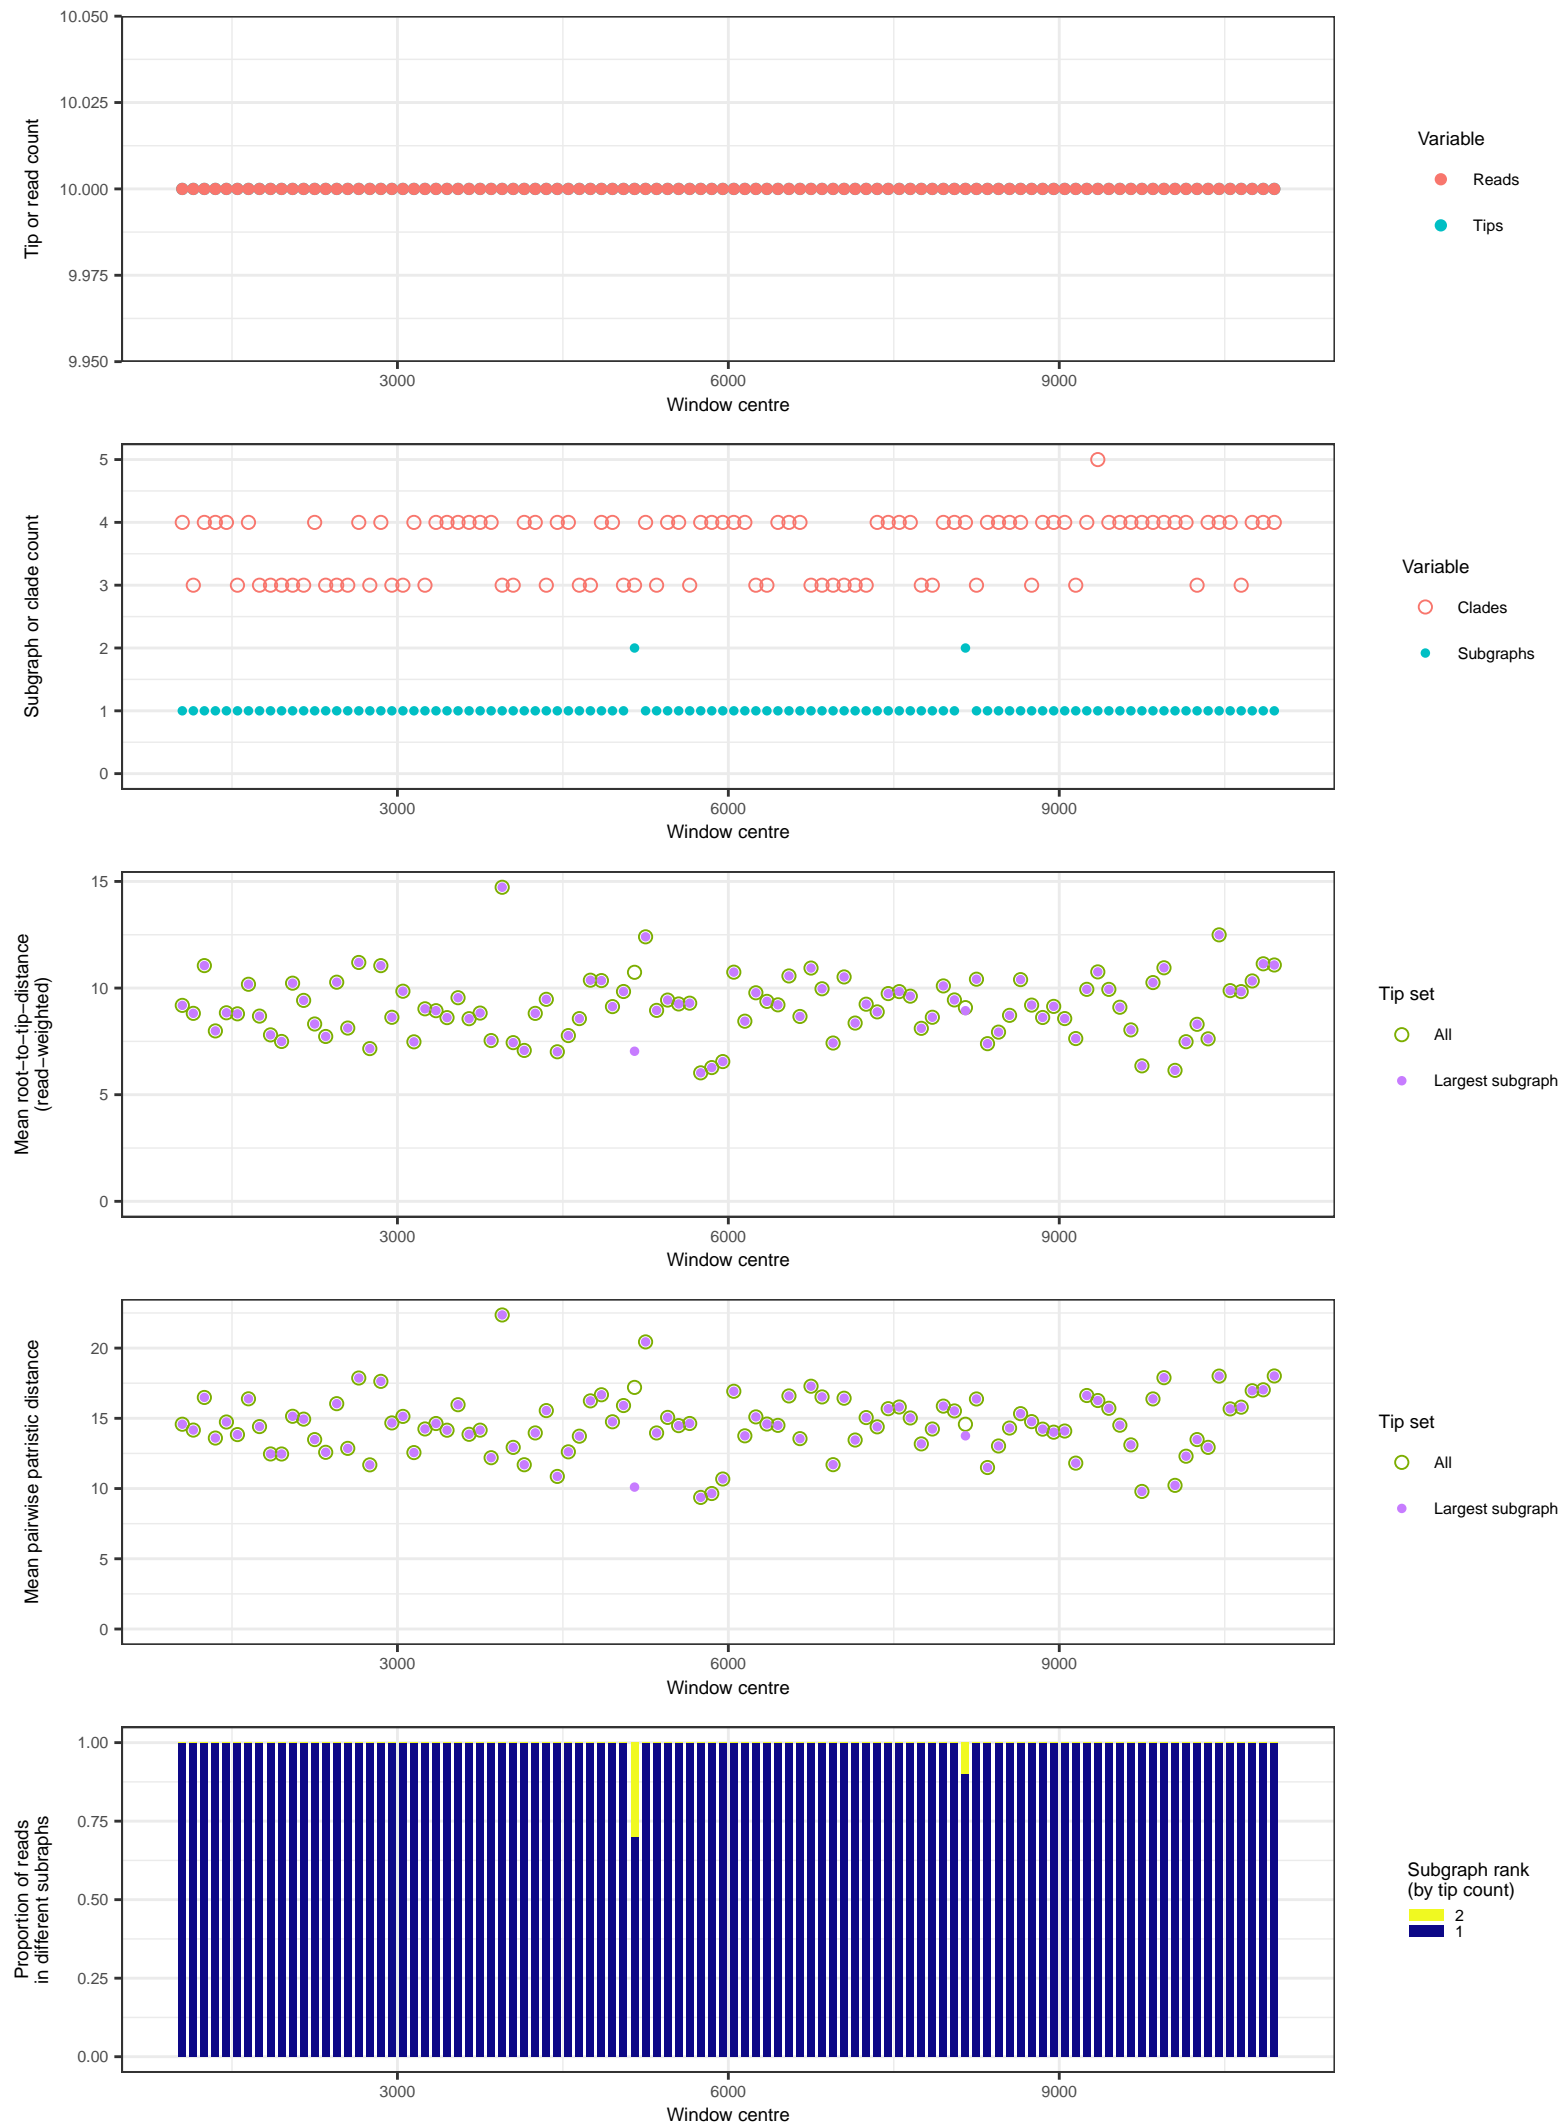 10.050
10.025
10.000
9.975
9.950
Tip or read count
3000 6000 9000
Window centre
Variable
Reads
Tips
5
4
3
2
1
0
Subgraph or clade count
3000 6000 9000
Window centre
Variable
Clades
Subgraphs
15
10
5
0
Mean root−to−tip−distance
(read−weighted)
3000 6000 9000
Window centre
Tip set
All
Largest subgraph
20
15
10
5
0
Mean pairwise patristic distance
3000 6000 9000
Window centre
Tip set
All
Largest subgraph
1.00
0.75
0.50
0.25
0.00
Proportion of reads
in different subraphs
3000 6000 9000
Window centre
Subgraph rank
(by tip count)
2
1